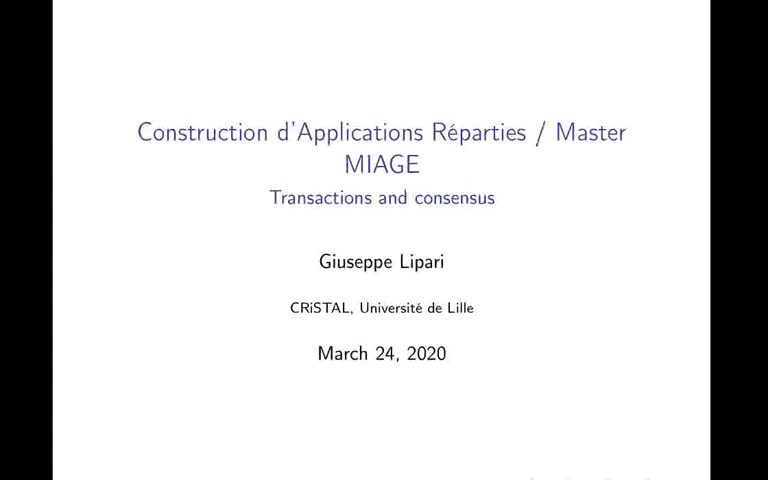 Construction d'Applications Réparties / Master
MIAGE
Transactions and consensus
Giuseppe Lipari
CRiSTAL, Université de Lille
March 24, 2020